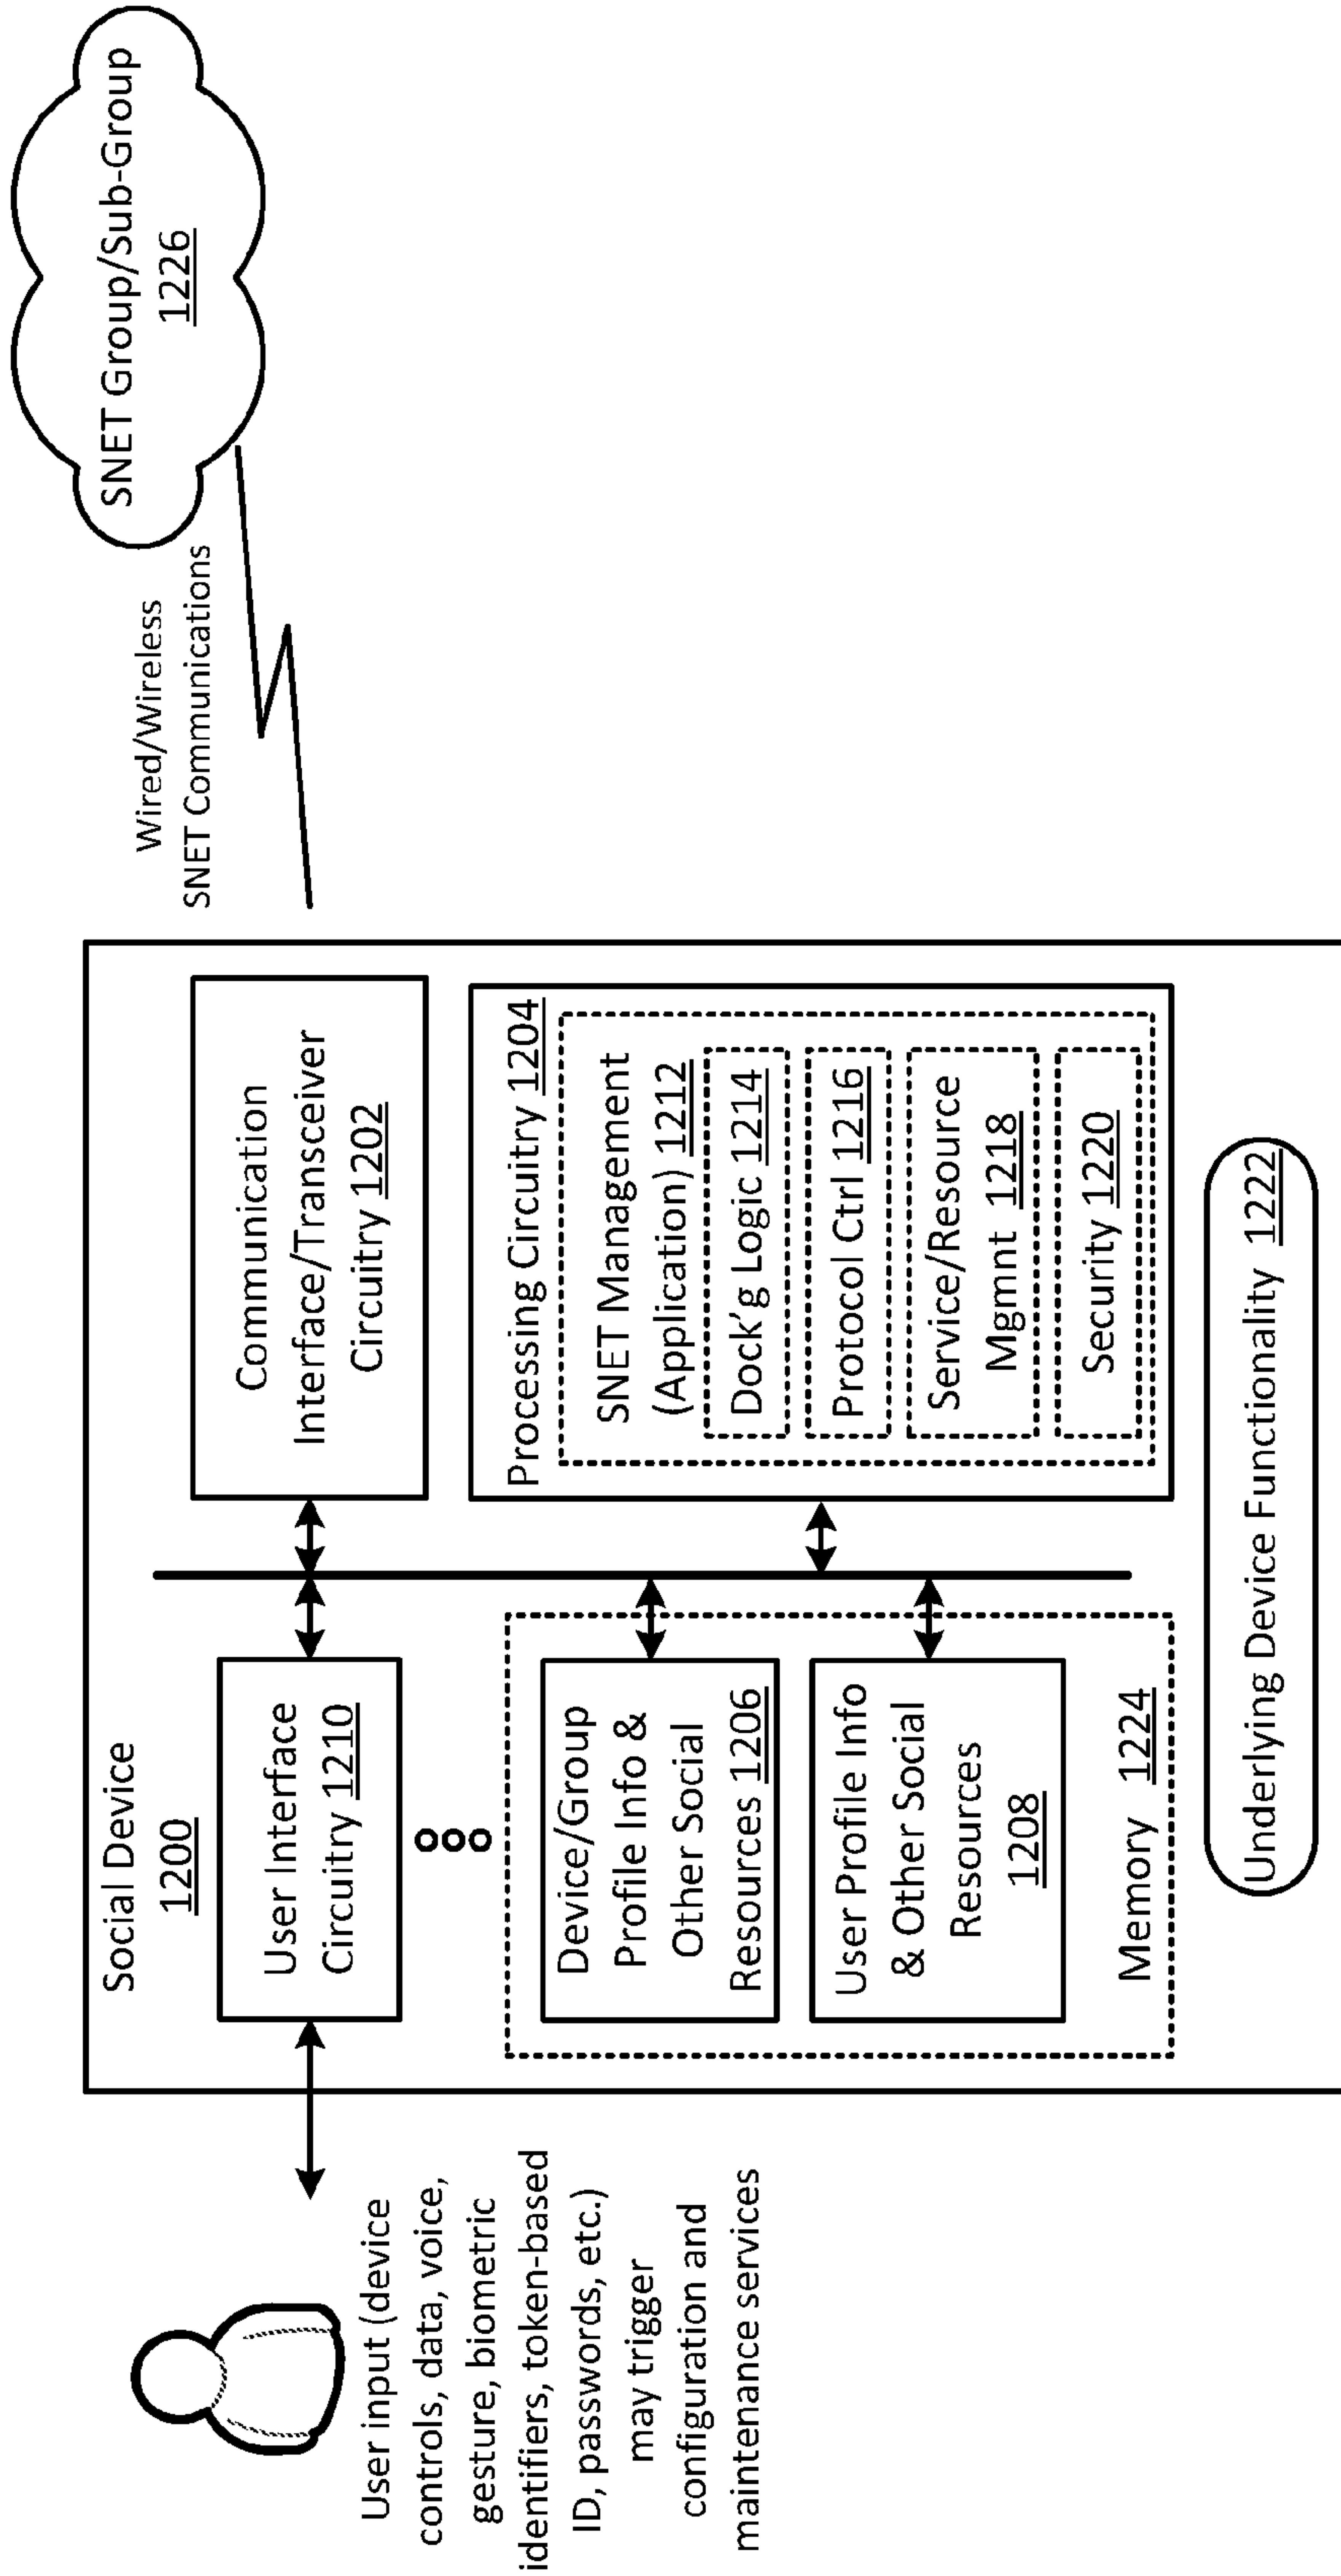 Social Device
1200
User Interface
Circuitry 1210
Device/Group
Profile Info &
Other Social
Resources 1206
User Profile Info
& Other Social
Resources
1208
Memory 1224
Communication
Interface/Transceiver
Circuitry 1202
Processing Circuitry 1204
SNET Management
(Application) 1212
Dock'g Logic 1214
Protocol Ctrl 1216
Service/Resource
Mgmnt 1218
Security 1220
Underlying Device Functionality 1222
User input (device
controls, data, voice,
gesture, biometric
identifiers, token-based
ID, passwords, etc.)
may trigger
configuration and
maintenance services
Wired/Wireless
SNET Communications
SNET Group/Sub-Group
1226